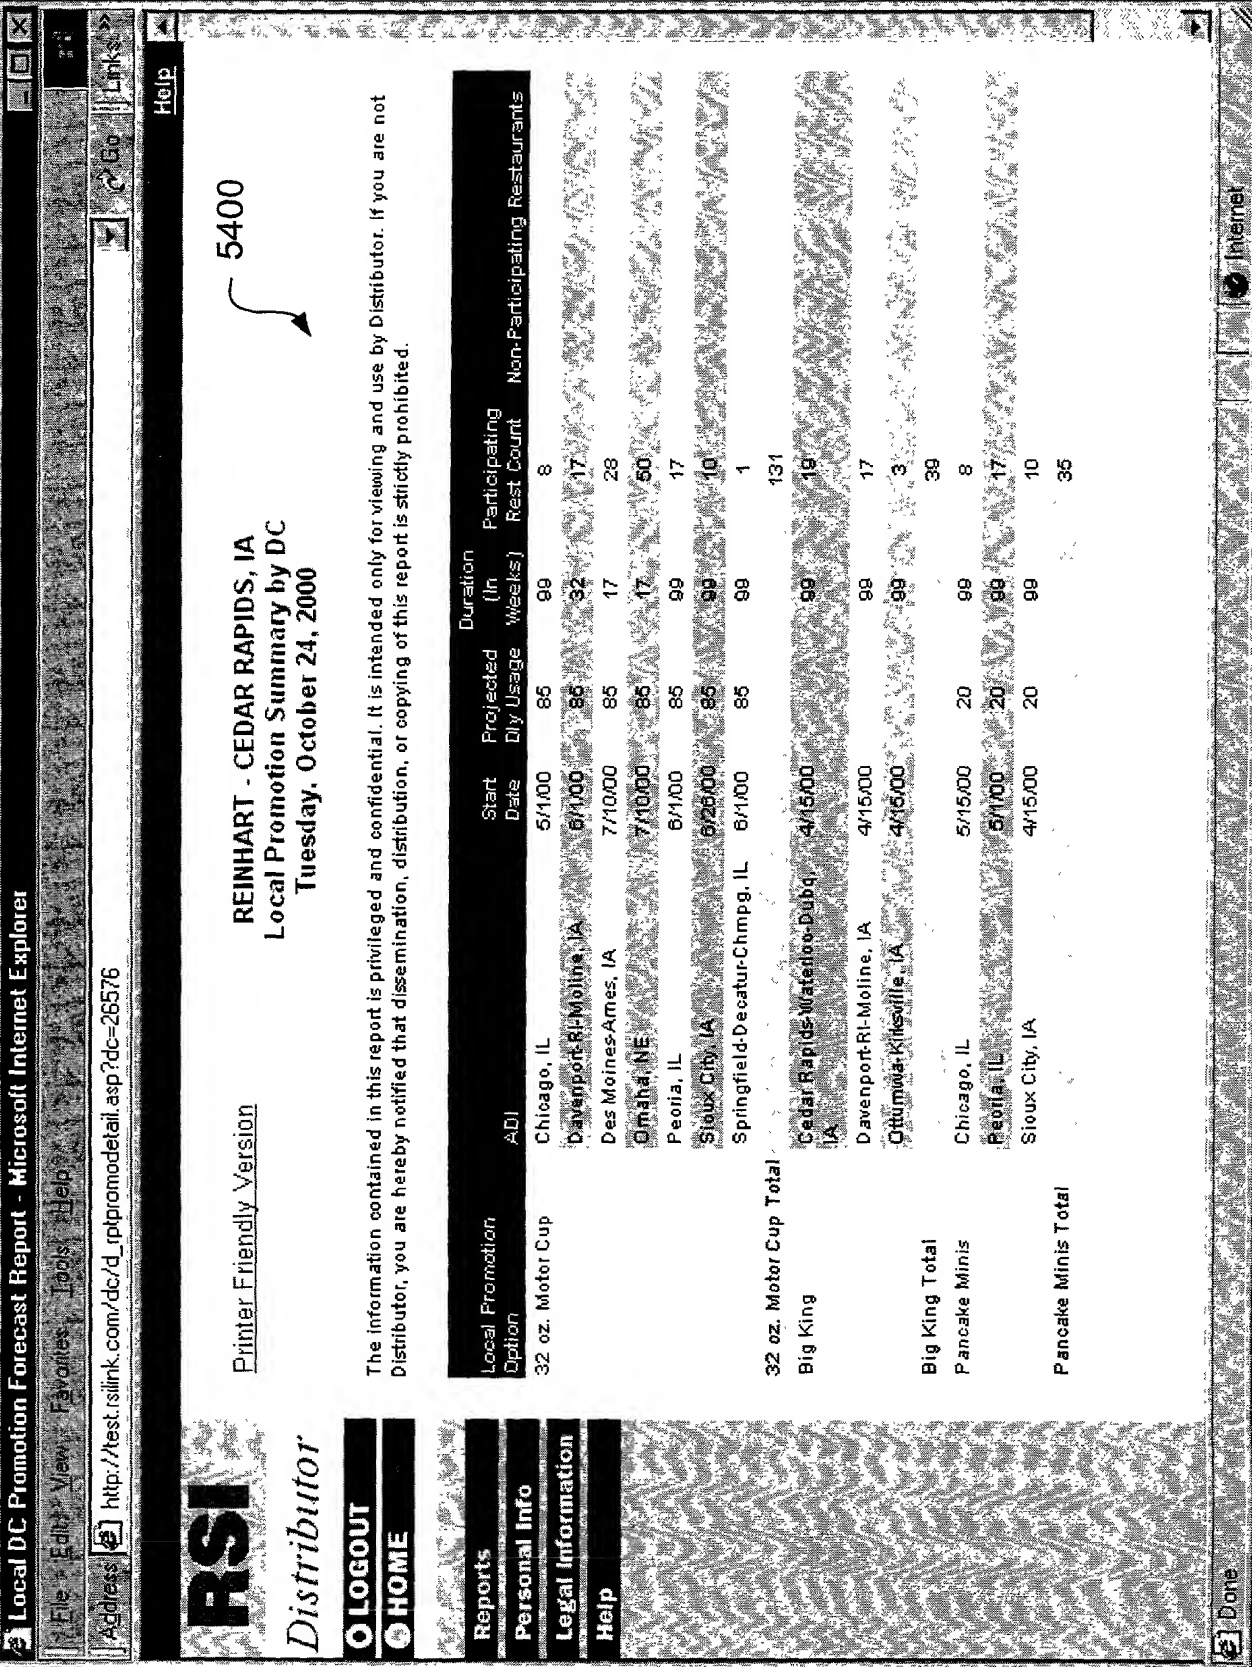 Local DC Promotion Forecast Report - Microsoft Internet Explorer
File Edit View Favorites Tools Help
Address http://test.rsilink.com/dc/d_rptpromodetail.asp?dc=26576 Go Links »
Help
RSI
Distributor
LOGOUT
HOME
Reports
Personal Info
Legal Information
Help
Printer Friendly Version
REINHART - CEDAR RAPIDS, IA
Local Promotion Summary by DC
Tuesday, October 24, 2000
5400
The information contained in this report is privileged and confidential. It is intended only for viewing and use by Distributor. If you are not
Distributor, you are hereby notified that dissemination, distribution, or copying of this report is strictly prohibited.
Local Promotion Option ADI Start Date Projected Dly Usage Duration (In Weeks) Participating Rest Count Non-Participating Restaurants
32 oz. Motor Cup Chicago, IL 5/1/00 85 99 8
Davenport-RI-Moline, IA 6/1/00 85 32 17
Des Moines-Ames, IA 7/10/00 85 17 28
Omaha, NE 7/10/00 85 17 50
Peoria, IL 6/1/00 85 99 17
Sioux City, IA 6/26/00 85 99 10
Springfield-Decatur-Chmpg, IL 6/1/00 85 99 1
32 oz. Motor Cup Total 131
Big King Cedar Rapids-Waterloo-Dubq, 4/15/00 99 19
IA
Davenport-RI-Moline, IA 4/15/00 99 17
Ottumwa-Kirksville, IA 4/15/00 99 3
Big King Total 39
Pancake Minis Chicago, IL 5/15/00 20 99 8
Peoria, IL 5/1/00 20 99 17
Sioux City, IA 4/15/00 20 99 10
Pancake Minis Total 35
Done Internet